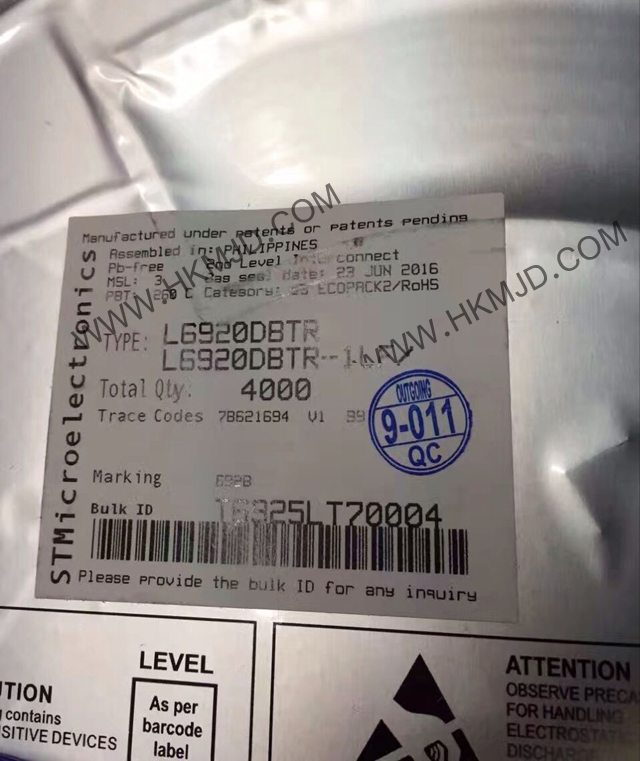 Manufactured under patents or patents pending
Assembled in: PHILIPPINES
Pb-free 2nd Level Interconnect
MSL: 3 Bag seal date: 23 JUN 2016
PBT: 260 C Category: ECOPACK2/RoHS
TYPE: L6920DBTR
L6920DBTR
Total Qty. 4000
Trace Codes 7B621694 V1
Marking
Bulk ID
Please provide the bulk ID for any inquiry
STMicroelectronics
OUTGOING
9-011
QC
WWW.HKMJD.COM
WWW.HKMJD.COM
LEVEL
As per
barcode
label
contains
SITIVE DEVICES
ATTENTION
OBSERVE
FOR HANDLING